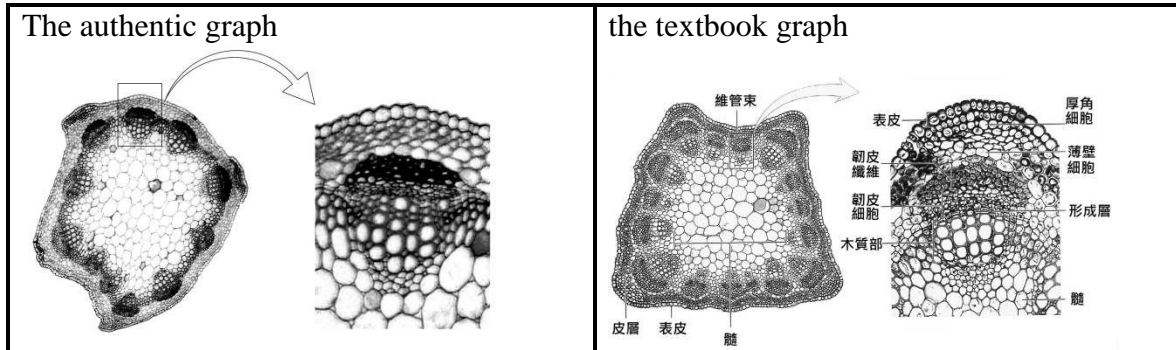 The authentic graph
the textbook graph
維管束
皮層
表皮
髓
表皮
厚角
細胞
韌皮
纖維
薄壁
細胞
韌皮
細胞
形成層
木質部
髓